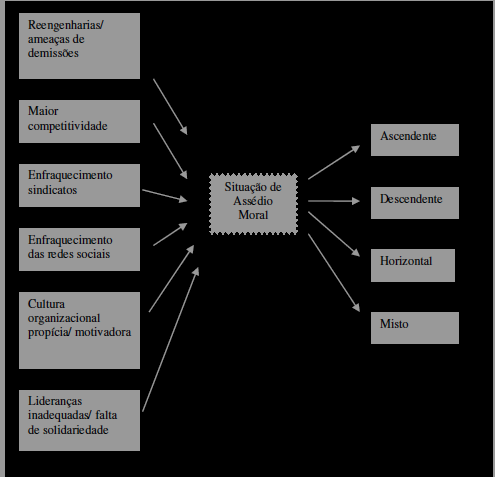 Reengenharias/
ameaças de
demissões
Maior
competitividade
Enfraquecimento
sindicatos
Enfraquecimento
das redes sociais
Cultura
organizacional
propícia/ motivadora
Lideranças
inadequadas/ falta
de solidariedade
Situação de
Assédio
Moral
Ascendente
Descendente
Horizontal
Misto